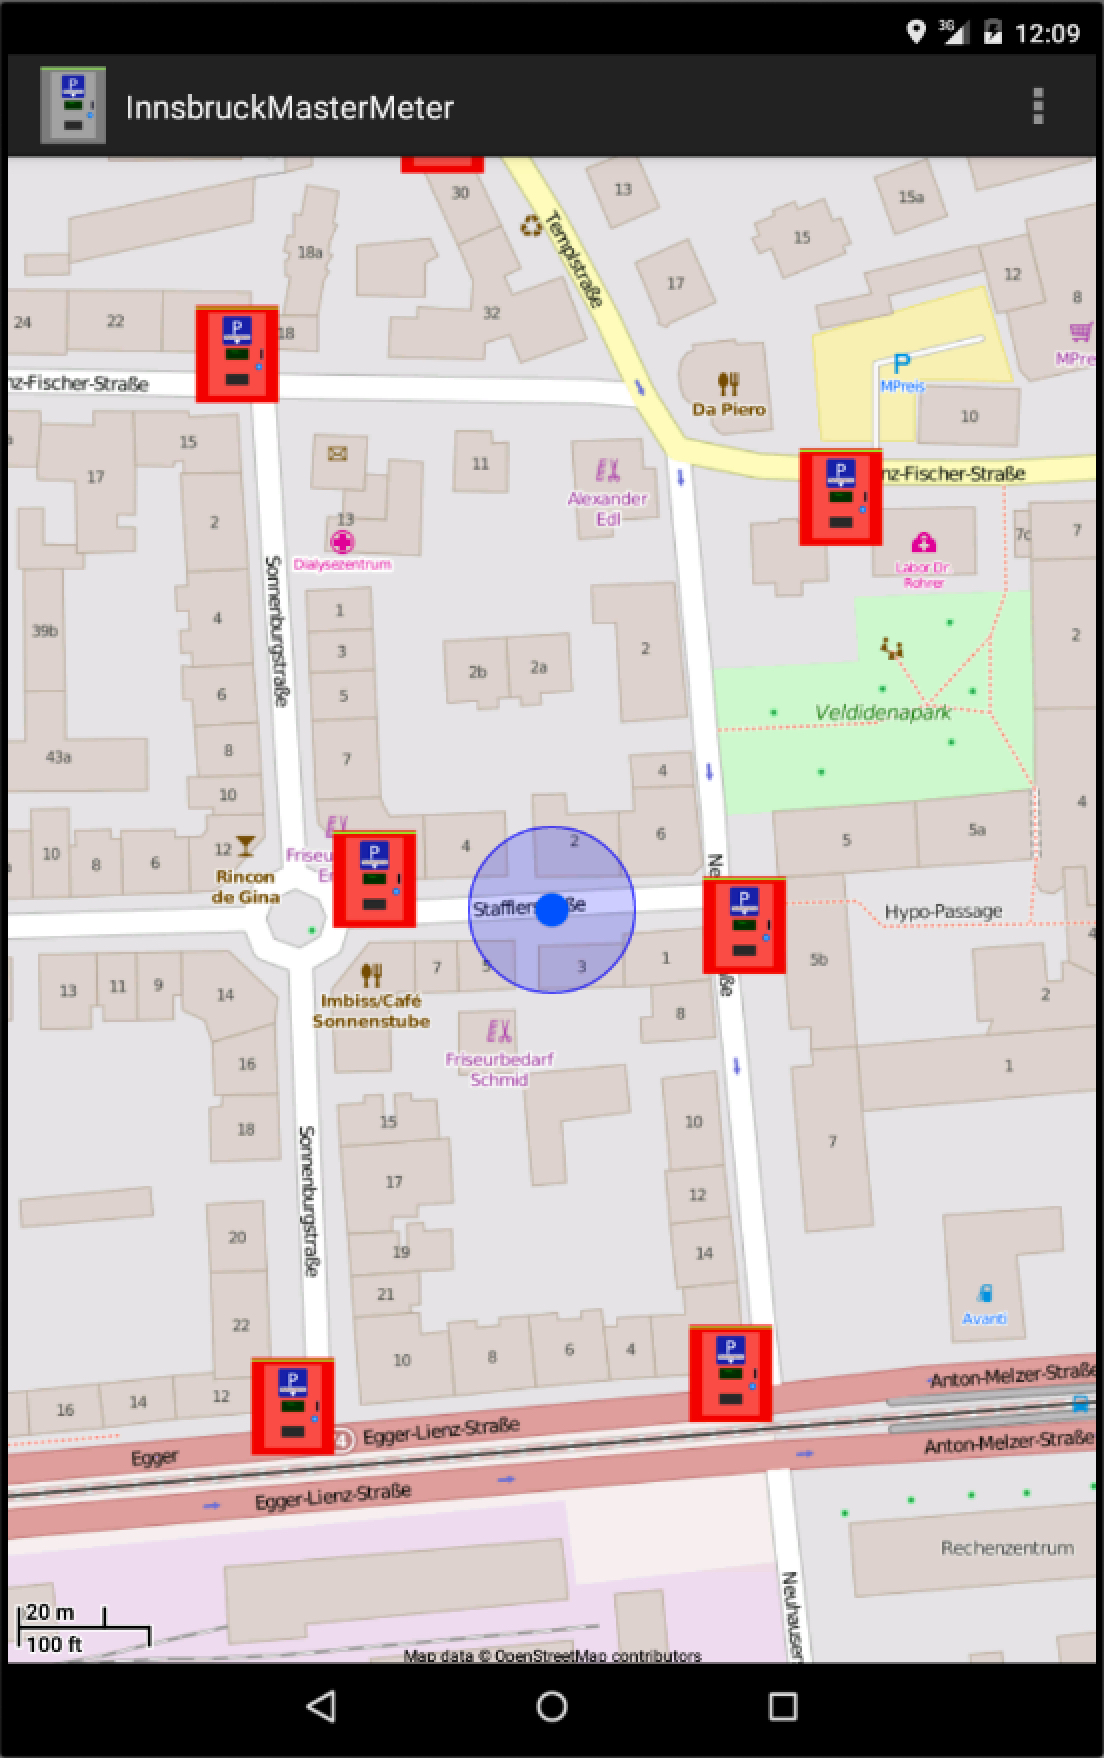 3G 12:09
P InnsbruckMasterMeter
30
13
15a
Templstraße
18a
15
17
12
8
24
22
18
32
MPre
P
P
MPreis
nz-Fischer-Straße
Da Piero
10
15
17
11
Alexander
Edl
P
nz-Fischer-Straße
2
13
Dialysezentrum
7c
7
Labor Dr.
Rohrer
Sonnenburgstraße
39b
4
1
3
2b
2a
2
2
6
5
Veldidenapark
43a
8
7
4
10
4
10
8
6
12
P
4
2
6
5
5a
Rincon
de Gina
P
Hypo-Passage
4
13
11
9
14
7
5
3
1
5b
2
Imbiss/Café
Sonnenstube
8
16
Friseurbedarf
Schmid
1
18
15
10
7
Sonnenburgstraße
17
12
20
19
14
21
22
Avanti
10
8
6
4
P
P
16
14
12
Anton-Melzer-Straße
4
Egger-Lienz-Straße
Egger
Anton-Melzer-Straße
Egger-Lienz-Straße
Rechenzentrum
Neuhauser
20 m
100 ft
Map data © OpenStreetMap contributors